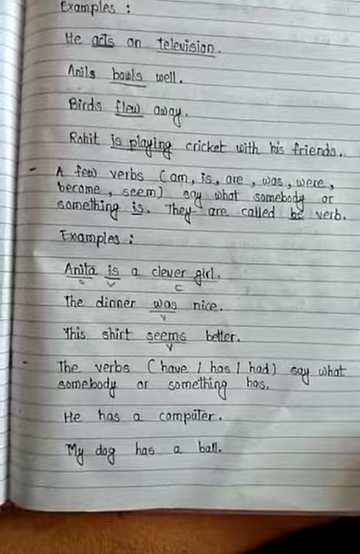 Examples :
He acts on television.
Anils bowls well.
Birds flew away.
Rohit is playing cricket with his friends.
- A few verbs (am, is, are, was, were,
become, seem) say what somebody or
something is. They are called be verb.
Examples :
Anita is a clever girl.
S V C
The dinner was nice.
V
This shirt seems better.
V
- The verbs (have / has / had) say what
somebody or something has.
He has a computer.
My dog has a ball.